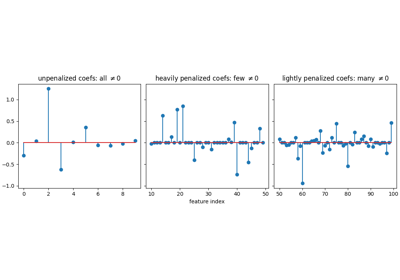 unpenalized coefs: all ≠0
heavily penalized coefs: few ≠0
lightly penalized coefs: many ≠0
1.0
0.5
0.0
−0.5
−1.0
0 2 4 6 8
10 20 30 40 50
50 60 70 80 90 100
feature index